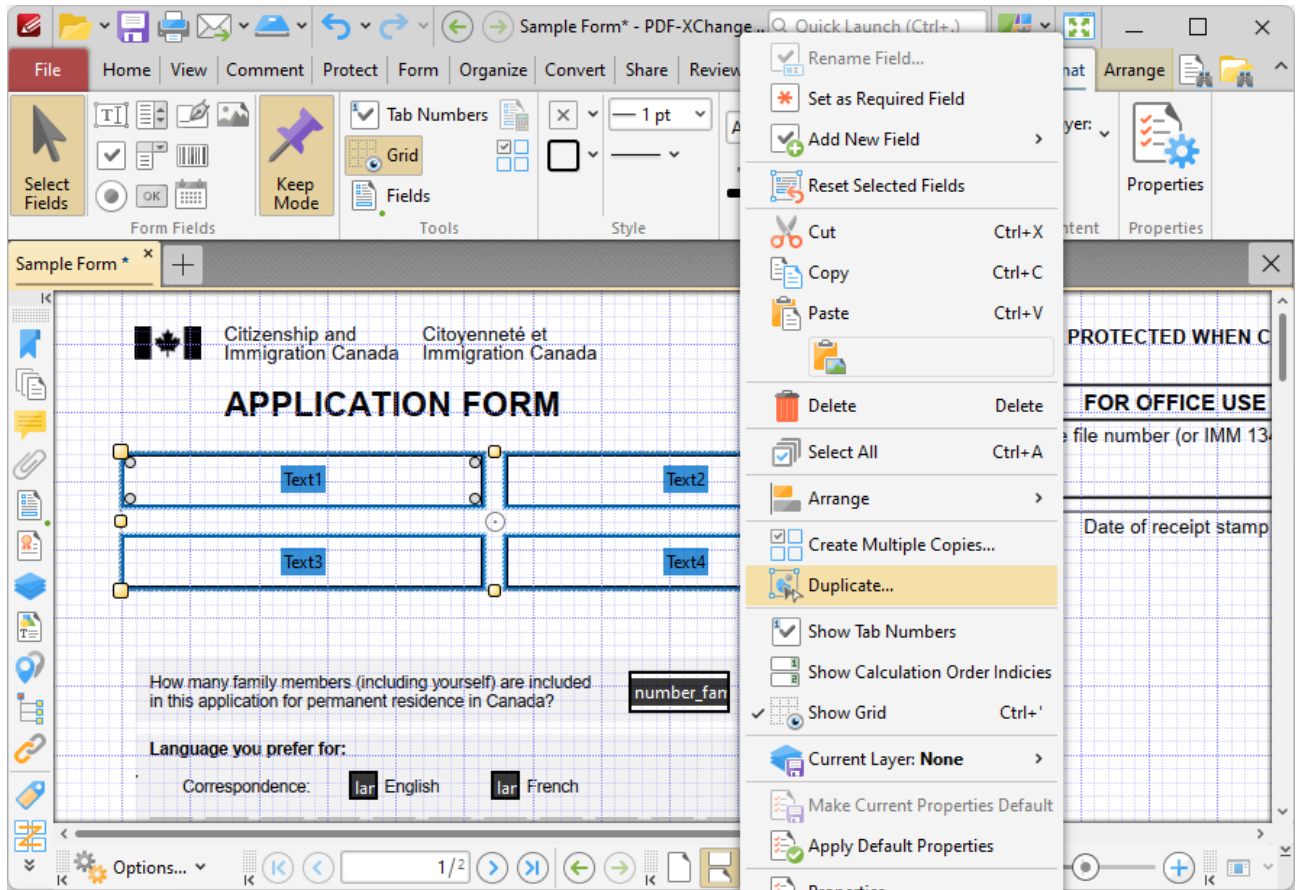 Sample Form* - PDF-XChange ..
Quick Launch (Ctrl+.)
File Home View Comment Protect Form Organize Convert Share Review Arrange
Select Fields
OK
Keep Mode
Tab Numbers
Grid
Fields
1 pt
Properties
Form Fields Tools Style Properties
Sample Form *
Citizenship and Immigration Canada
Citoyenneté et Immigration Canada
PROTECTED WHEN C
APPLICATION FORM
FOR OFFICE USE
file number (or IMM 134
Text1
Text2
Text3
Text4
Date of receipt stamp
How many family members (including yourself) are included
in this application for permanent residence in Canada?
number_fam
Language you prefer for:
Correspondence: lar English lar French
Options...
1/2
Rename Field...
Set as Required Field
Add New Field
Reset Selected Fields
Cut Ctrl+X
Copy Ctrl+C
Paste Ctrl+V
Delete Delete
Select All Ctrl+A
Arrange
Create Multiple Copies...
Duplicate...
Show Tab Numbers
Show Calculation Order Indicies
Show Grid Ctrl+'
Current Layer: None
Make Current Properties Default
Apply Default Properties